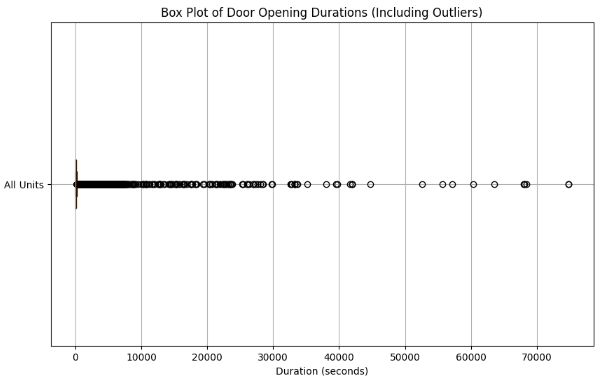 Box Plot of Door Opening Durations (Including Outliers)
All Units
0 10000 20000 30000 40000 50000 60000 70000
Duration (seconds)